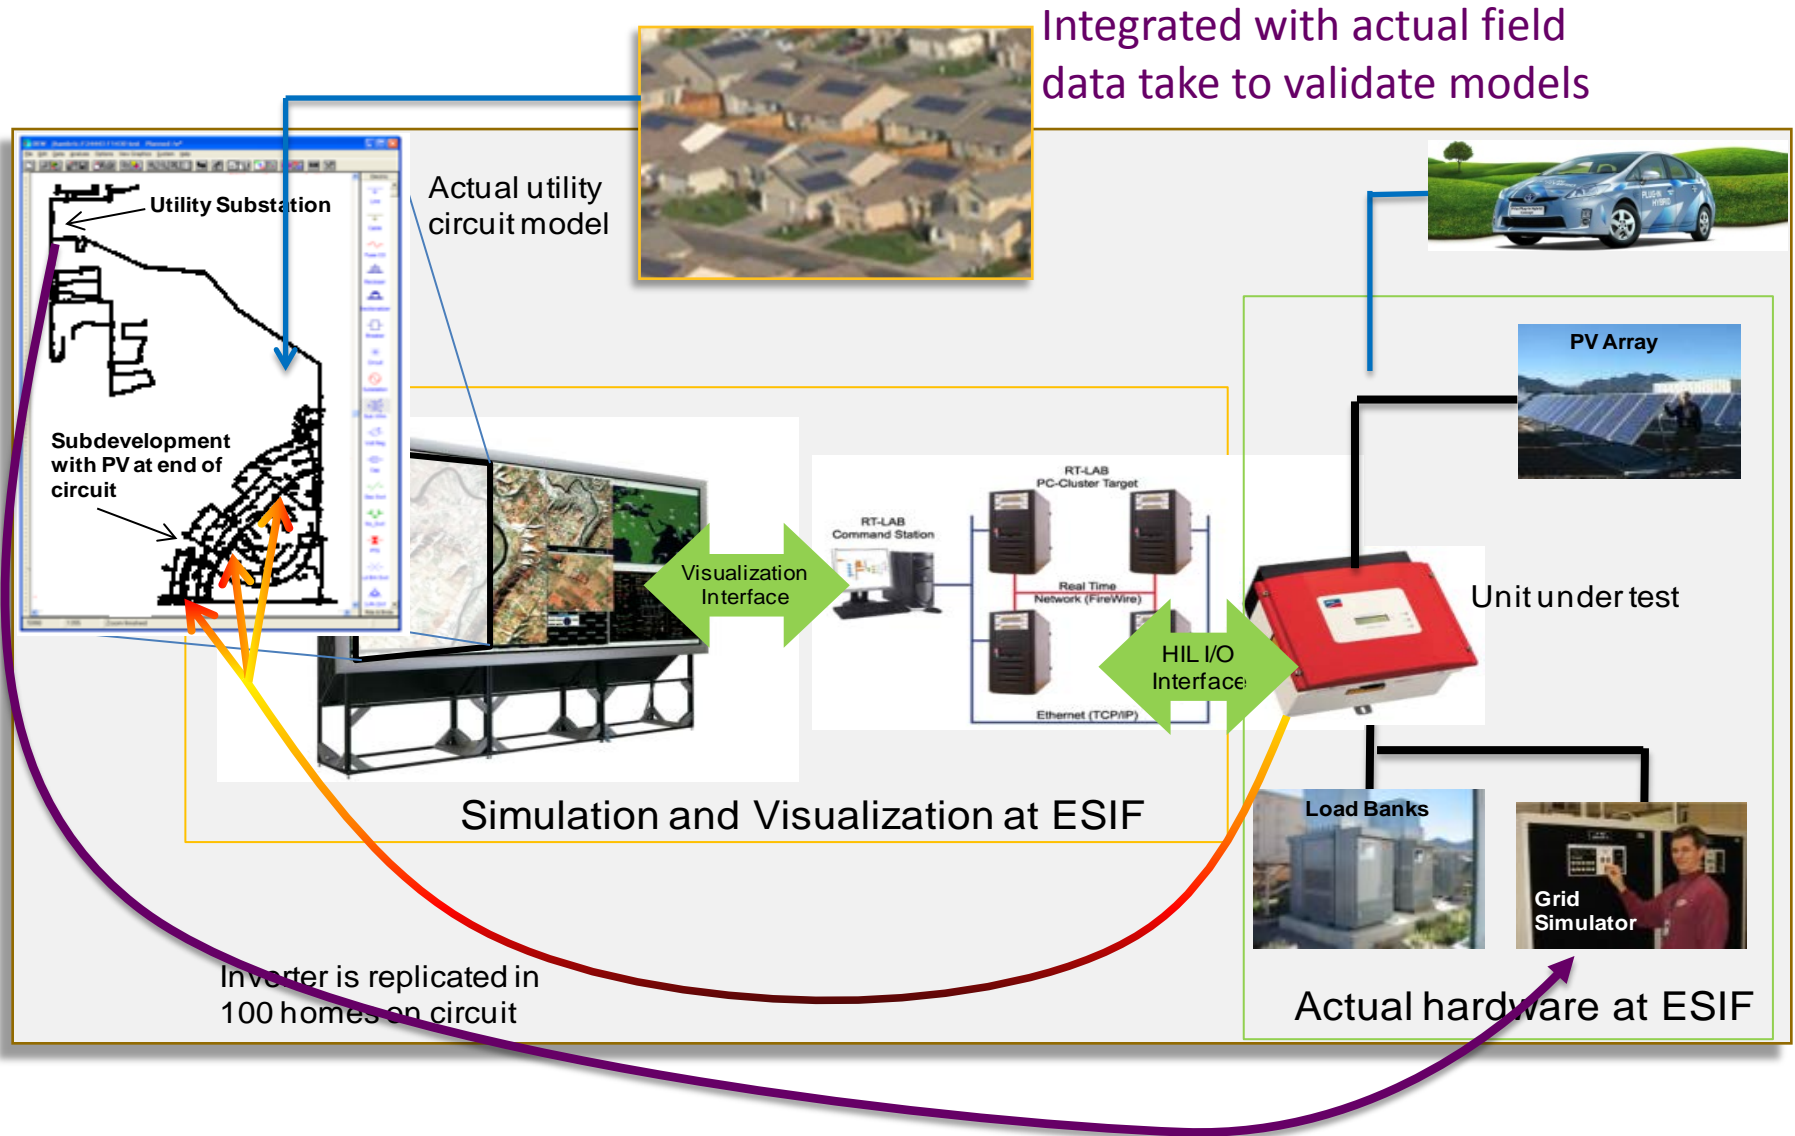 Integrated with actual field
data take to validate models
Actual utility
circuit model
Utility Substation
Subdevelopment
with PV at end of
circuit
PLUG-IN
HYBRID
PV Array
RT-LAB
PC-Cluster Target
RT-LAB
Command Station
Visualization
Interface
Real Time
Network (FireWire)
Unit under test
HIL I/O
Interface
Ethernet (TCP/IP)
Simulation and Visualization at ESIF
Load Banks
Grid
Simulator
Inverter is replicated in
100 homes on circuit
Actual hardware at ESIF